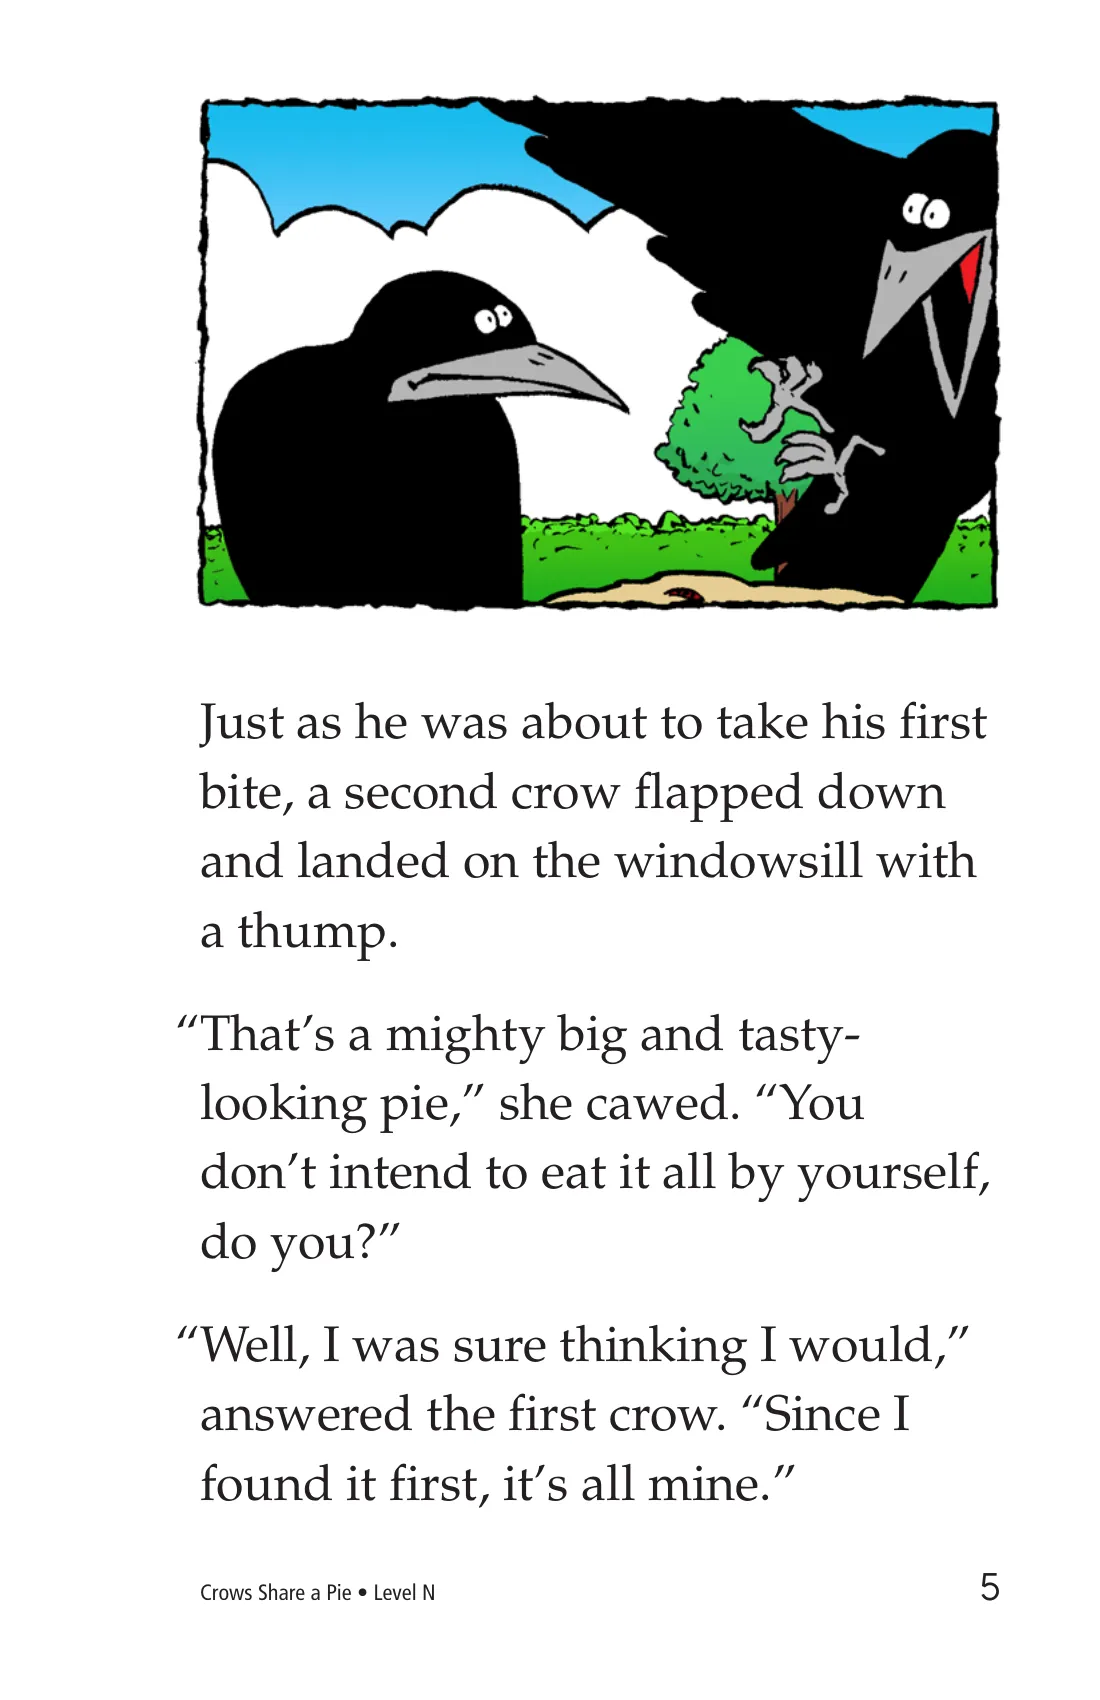 Just as he was about to take his first
bite, a second crow flapped down
and landed on the windowsill with
a thump.
“That’s a mighty big and tasty-
looking pie,” she cawed. “You
don’t intend to eat it all by yourself,
do you?”
“Well, I was sure thinking I would,”
answered the first crow. “Since I
found it first, it’s all mine.”
Crows Share a Pie • Level N
5